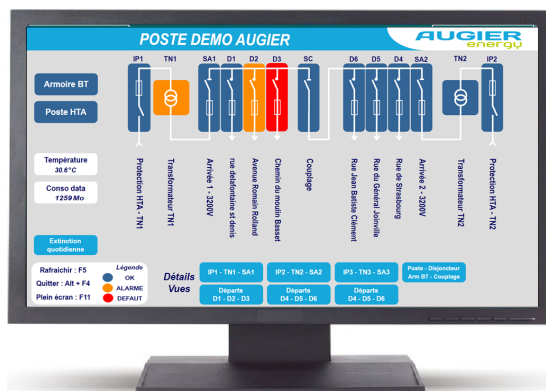 POSTE DEMO AUGIER
AUGIER
energy
IP1 TN1 SA1 D1 D2 D3 SC D6 D5 D4 SA2 TN2 IP2
Armoire BT
Poste HTA
Température
30.6°C
Conso data
1259 Mo
Extinction
quotidienne
Protection HTA - TN1
Transformateur TN1
Arrivée 1 - 3200V
rue delafontaine st denis
Avenue Romain Rolland
Chemin du moulin Basset
Couplage
Rue Jean Batiste Clément
Rue du Général Joinville
Rue de Strasbourg
Arrivée 2 - 3200V
Transformateur TN2
Protection HTA - TN2
Rafraichir : F5
Quitter : Alt + F4
Plein écran : F11
Légende
OK
ALARME
DEFAUT
Détails
Vues
IP1 - TN1 - SA1
IP2 - TN2 - SA2
IP3 - TN3 - SA3
Poste - Disjoncteur
Arm BT - Couplage
Départs
D1 - D2 - D3
Départs
D4 - D5 - D6
Départs
D4 - D5 - D6